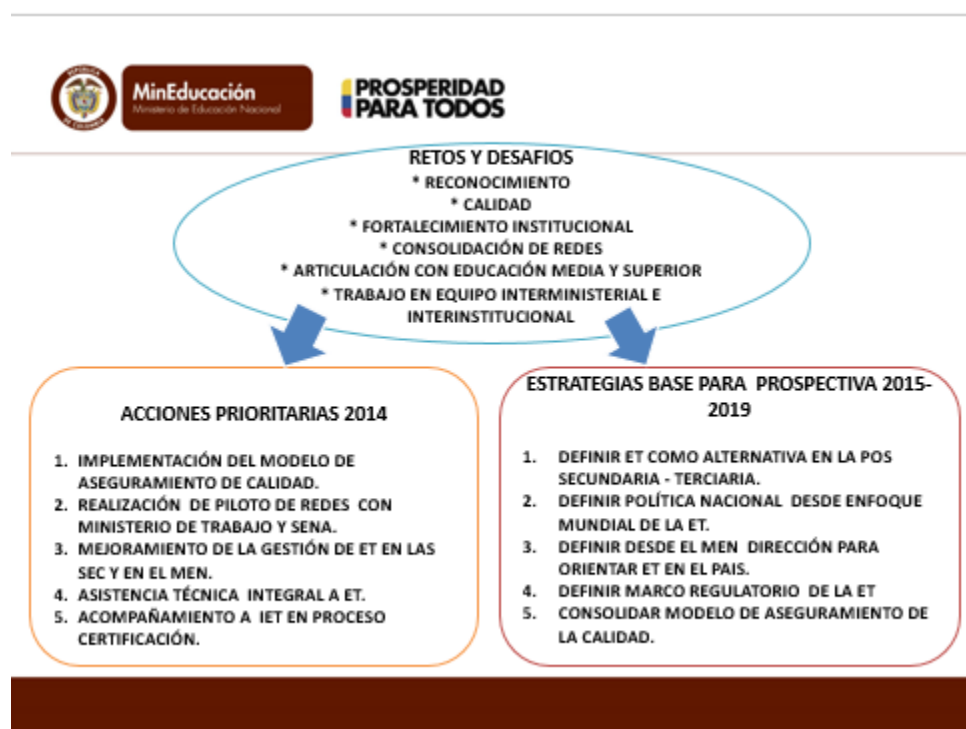 REPÚBLICA
DE COLOMBIA
MinEducación
Ministerio de Educación Nacional
PROSPERIDAD
PARA TODOS
RETOS Y DESAFIOS
* RECONOCIMIENTO
* CALIDAD
* FORTALECIMIENTO INSTITUCIONAL
* CONSOLIDACIÓN DE REDES
* ARTICULACIÓN CON EDUCACIÓN MEDIA Y SUPERIOR
* TRABAJO EN EQUIPO INTERMINISTERIAL E
INTERINSTITUCIONAL
ACCIONES PRIORITARIAS 2014
1. IMPLEMENTACIÓN DEL MODELO DE
ASEGURAMIENTO DE CALIDAD.
2. REALIZACIÓN DE PILOTO DE REDES CON
MINISTERIO DE TRABAJO Y SENA.
3. MEJORAMIENTO DE LA GESTIÓN DE ET EN LAS
SEC Y EN EL MEN.
4. ASISTENCIA TÉCNICA INTEGRAL A ET.
5. ACOMPAÑAMIENTO A IET EN PROCESO
CERTIFICACIÓN.
ESTRATEGIAS BASE PARA PROSPECTIVA 2015-
2019
1. DEFINIR ET COMO ALTERNATIVA EN LA POS
SECUNDARIA - TERCIARIA.
2. DEFINIR POLÍTICA NACIONAL DESDE ENFOQUE
MUNDIAL DE LA ET.
3. DEFINIR DESDE EL MEN DIRECCIÓN PARA
ORIENTAR ET EN EL PAIS.
4. DEFINIR MARCO REGULATORIO DE LA ET
5. CONSOLIDAR MODELO DE ASEGURAMIENTO DE
LA CALIDAD.